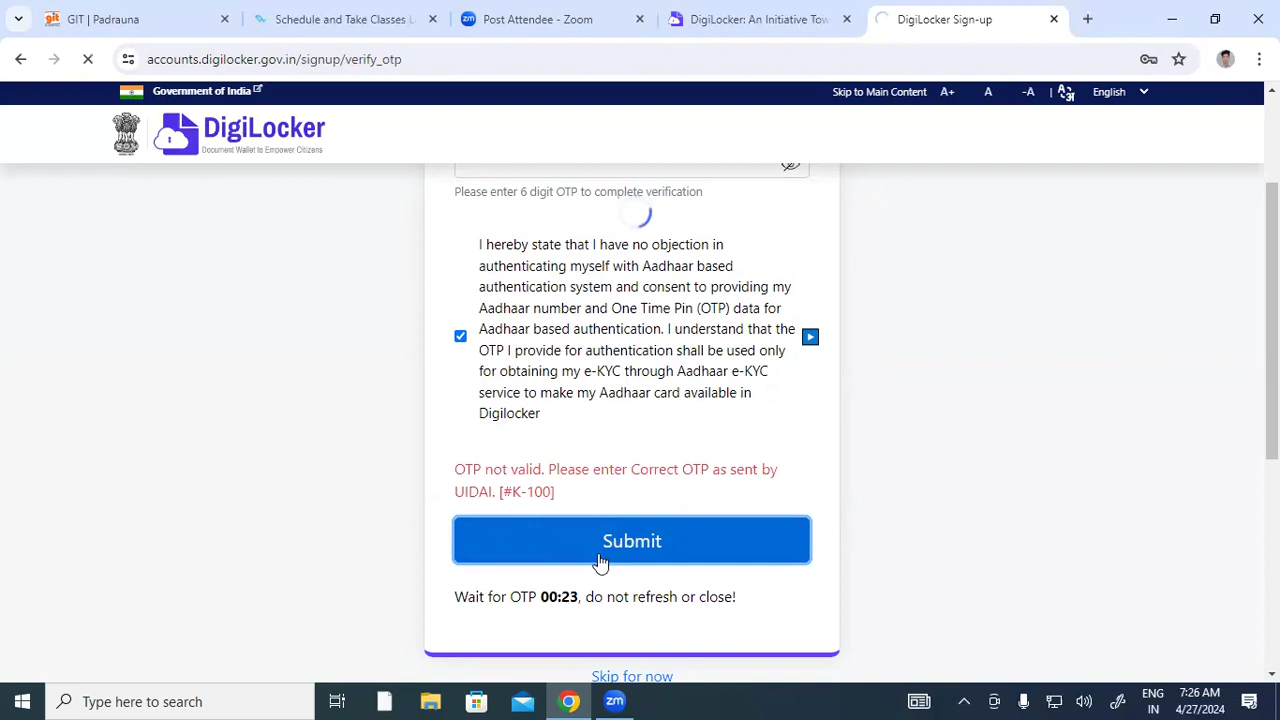 git GIT | Padrauna
Schedule and Take Classes Li
zm Post Attendee - Zoom
DigiLocker: An Initiative Tow
DigiLocker Sign-up
accounts.digilocker.gov.in/signup/verify_otp
Government of India
Skip to Main Content A+ A -A | English
DigiLocker
Document Wallet to Empower Citizens
Please enter 6 digit OTP to complete verification
I hereby state that I have no objection in
authenticating myself with Aadhaar based
authentication system and consent to providing my
Aadhaar number and One Time Pin (OTP) data for
Aadhaar based authentication. I understand that the
OTP I provide for authentication shall be used only
for obtaining my e-KYC through Aadhaar e-KYC
service to make my Aadhaar card available in
Digilocker
OTP not valid. Please enter Correct OTP as sent by
UIDAI. [#K-100]
Submit
Wait for OTP 00:23, do not refresh or close!
Skip for now
Type here to search
zm
ENG
IN
7:26 AM
4/27/2024